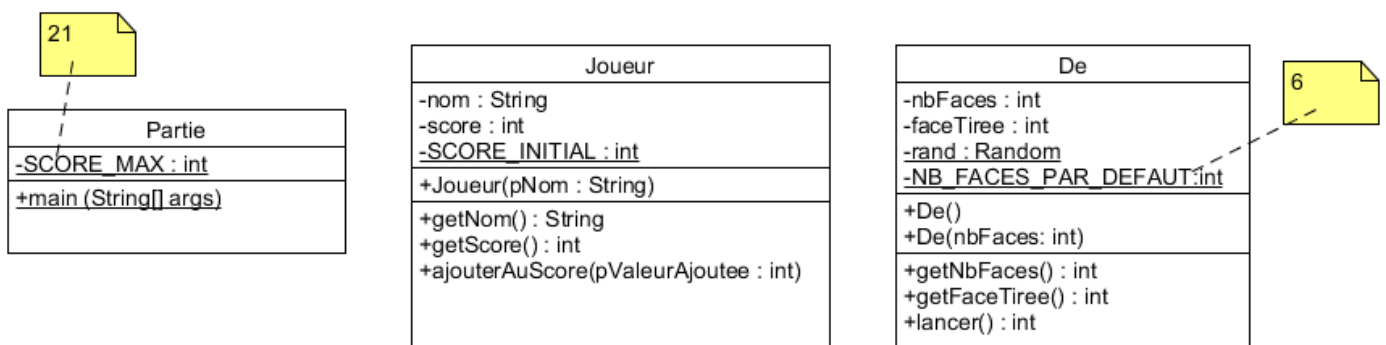 21
Partie
-SCORE_MAX : int
+main (String[] args)
Joueur
-nom : String
-score : int
-SCORE_INITIAL : int
+Joueur(pNom : String)
+getNom() : String
+getScore() : int
+ajouterAuScore(pValeurAjoutee : int)
De
-nbFaces : int
-faceTiree : int
-rand : Random
-NB_FACES_PAR_DEFAUT:int
+De()
+De(nbFaces: int)
+getNbFaces() : int
+getFaceTiree() : int
+lancer() : int
6